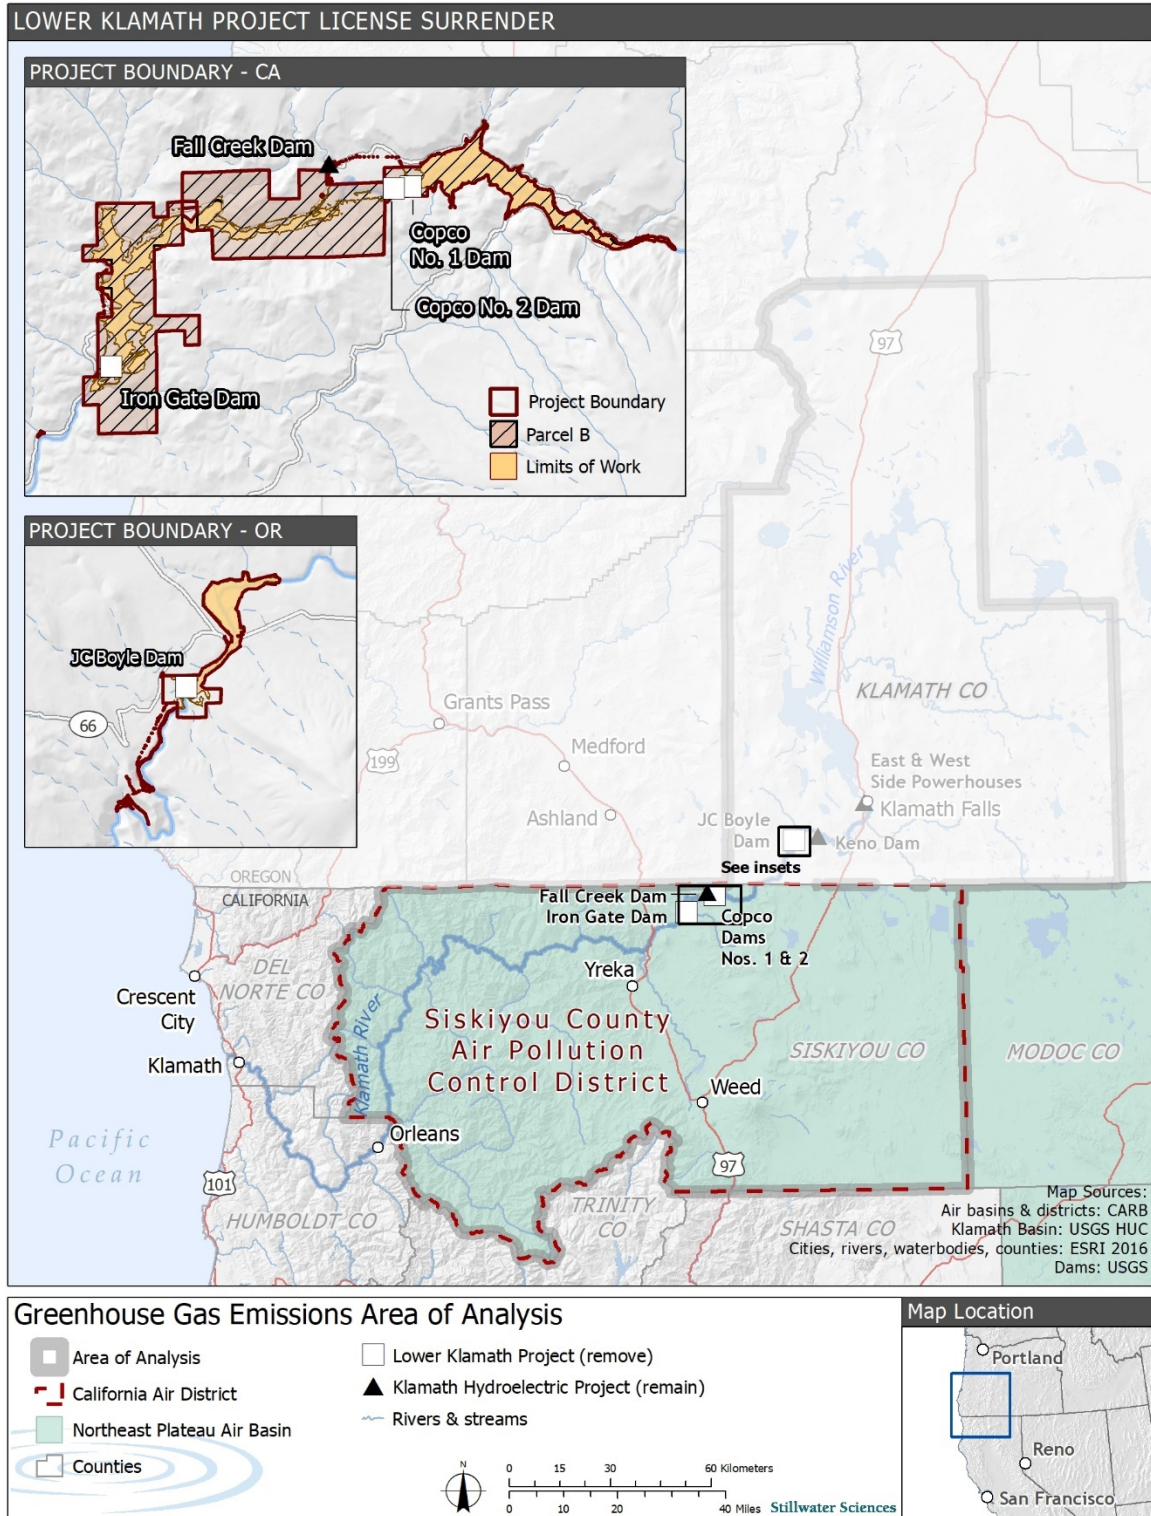 LOWER KLAMATH PROJECT LICENSE SURRENDER
PROJECT BOUNDARY - CA
Fall Creek Dam
Copco
No. 1 Dam
Copco No. 2 Dam
Iron Gate Dam
Project Boundary
Parcel B
Limits of Work
PROJECT BOUNDARY - OR
JC Boyle Dam
66
97
Williamson River
KLAMATH CO
Grants Pass
199
Medford
Ashland
East & West
Side Powerhouses
Klamath Falls
JC Boyle
Dam
Keno Dam
See insets
OREGON
CALIFORNIA
Fall Creek Dam
Iron Gate Dam
Copco
Dams
Nos. 1 & 2
DEL
NORTE CO
Crescent
City
Klamath
Yreka
Klamath River
Siskiyou County
Air Pollution
Control District
SISKIYOU CO
MODOC CO
Weed
Orleans
Pacific
Ocean
101
97
HUMBOLDT CO
TRINITY
CO
SHASTA CO
Map Sources:
Air basins & districts: CARB
Klamath Basin: USGS HUC
Cities, rivers, waterbodies, counties: ESRI 2016
Dams: USGS
Greenhouse Gas Emissions Area of Analysis
Area of Analysis
California Air District
Northeast Plateau Air Basin
Counties
Lower Klamath Project (remove)
Klamath Hydroelectric Project (remain)
Rivers & streams
N
0 15 30 60 Kilometers
0 10 20 40 Miles
Stillwater Sciences
Map Location
Portland
Reno
San Francisco